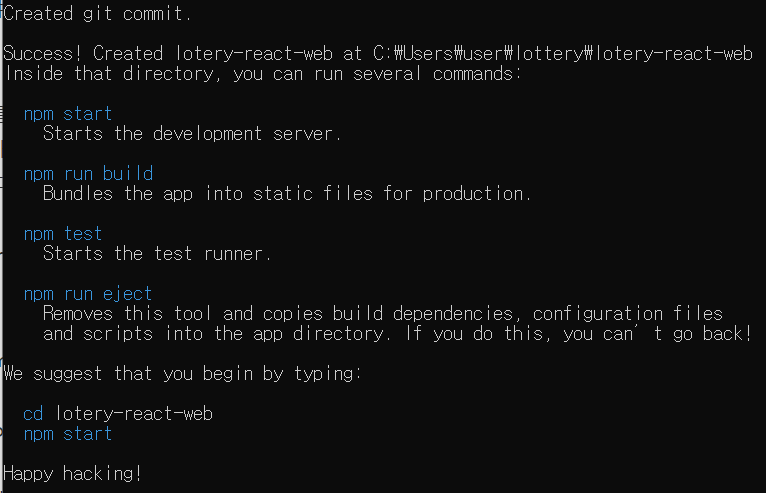 Created git commit.
Success! Created lotery-react-web at C:₩Users₩user₩lottery₩lotery-react-web
Inside that directory, you can run several commands:
npm start
Starts the development server.
npm run build
Bundles the app into static files for production.
npm test
Starts the test runner.
npm run eject
Removes this tool and copies build dependencies, configuration files
and scripts into the app directory. If you do this, you can’t go back!
We suggest that you begin by typing:
cd lotery-react-web
npm start
Happy hacking!